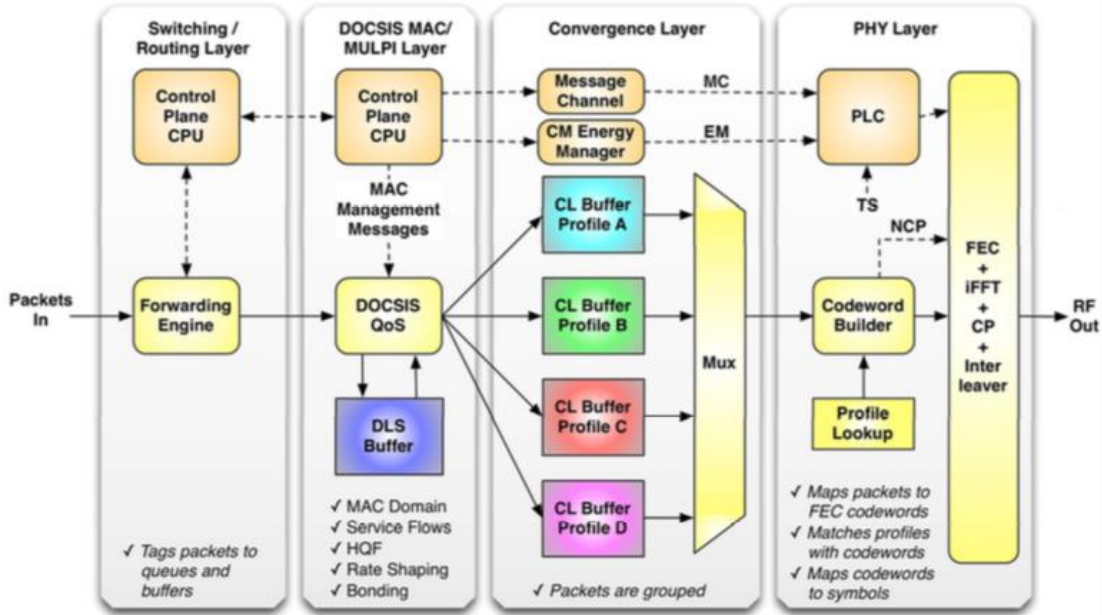 Switching /
Routing Layer
DOCSIS MAC/
MULPI Layer
Convergence Layer
PHY Layer
Control
Plane
CPU
Control
Plane
CPU
Message
Channel
MC
CM Energy
Manager
EM
PLC
MAC
Management
Messages
TS
NCP
CL Buffer
Profile A
Packets
In
Forwarding
Engine
DOCSIS
QoS
CL Buffer
Profile B
Mux
Codeword
Builder
FEC
+
iFFT
+
CP
+
Inter
leaver
RF
Out
DLS
Buffer
CL Buffer
Profile C
Profile
Lookup
CL Buffer
Profile D
✓ Tags packets to
queues and
buffers
✓ MAC Domain
✓ Service Flows
✓ HQF
✓ Rate Shaping
✓ Bonding
✓ Packets are grouped
✓ Maps packets to
FEC codewords
✓ Matches profiles
with codewords
✓ Maps codewords
to symbols